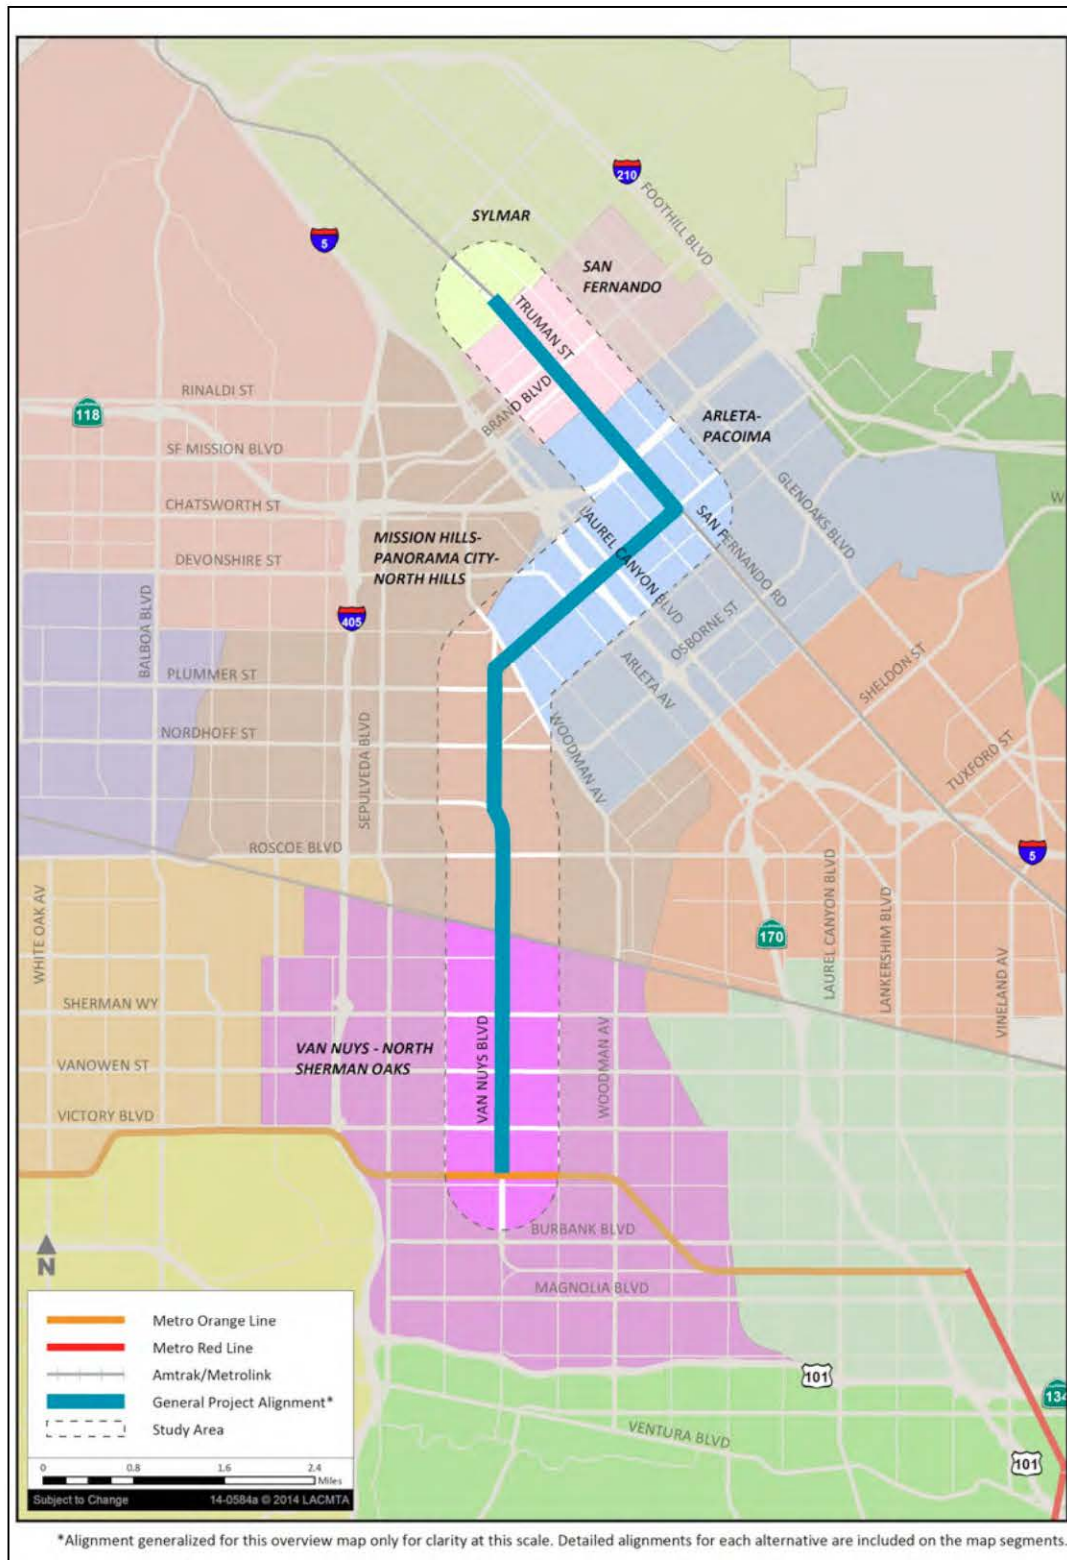 210
FOOTHILL BLVD
SYLMAR
5
SAN
FERNANDO
TRUMAN ST
RINALDI ST
118
BRAND BLVD
ARLETA-
PACOIMA
SF MISSION BLVD
GLENOAKS BLVD
CHATSWORTH ST
W
LAUREL CANYON BLVD
SAN FERNANDO RD
MISSION HILLS-
PANORAMA CITY-
NORTH HILLS
DEVONSHIRE ST
BALBOA BLVD
405
OSBORNE ST
ARLETA AV
SHELDON ST
PLUMMER ST
NORDHOFF ST
SEPULVEDA BLVD
WOODMAN AV
TUXFORD ST
ROSCOE BLVD
5
WHITE OAK AV
170
LAUREL CANYON BLVD
LANKERSHIM BLVD
VINELAND AV
SHERMAN WY
VAN NUYS BLVD
WOODMAN AV
VAN NUYS - NORTH
SHERMAN OAKS
VANOWEN ST
VICTORY BLVD
BURBANK BLVD
N
MAGNOLIA BLVD
Metro Orange Line
Metro Red Line
Amtrak/Metrolink
General Project Alignment*
Study Area
101
134
VENTURA BLVD
101
0 0.8 1.6 2.4
Miles
Subject to Change 14-0584a © 2014 LACMTA
*Alignment generalized for this overview map only for clarity at this scale. Detailed alignments for each alternative are included on the map segments.